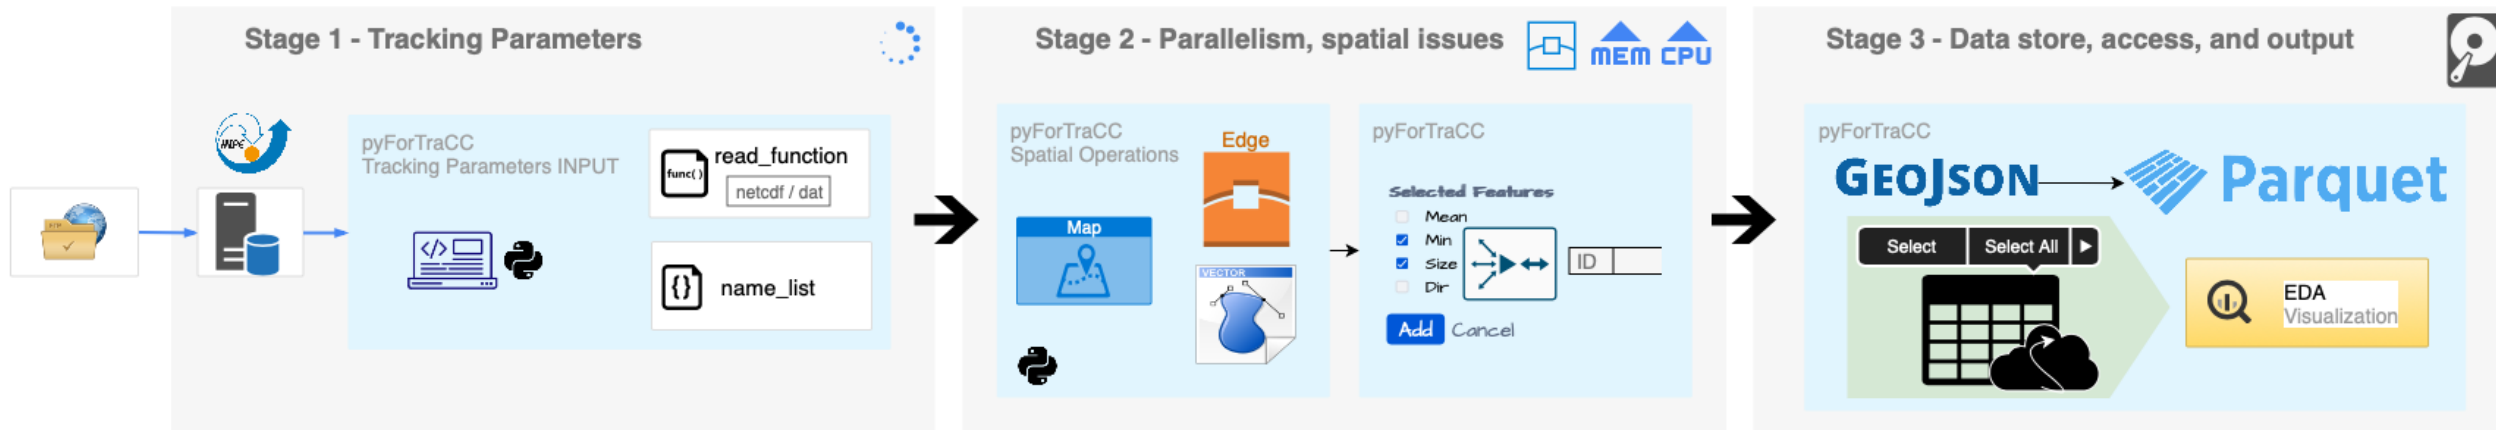 Stage 1 - Tracking Parameters
INPE
FTP
pyForTraCC
Tracking Parameters INPUT
func()
read_function
netcdf / dat
</>
{}
name_list
Stage 2 - Parallelism, spatial issues
MEM
CPU
pyForTraCC
Spatial Operations
Edge
Map
VECTOR
pyForTraCC
Selected Features
Mean
Min
Size
Dir
ID
Add
Cancel
Stage 3 - Data store, access, and output
pyForTraCC
GEOJSON
Parquet
Select
Select All
EDA
Visualization